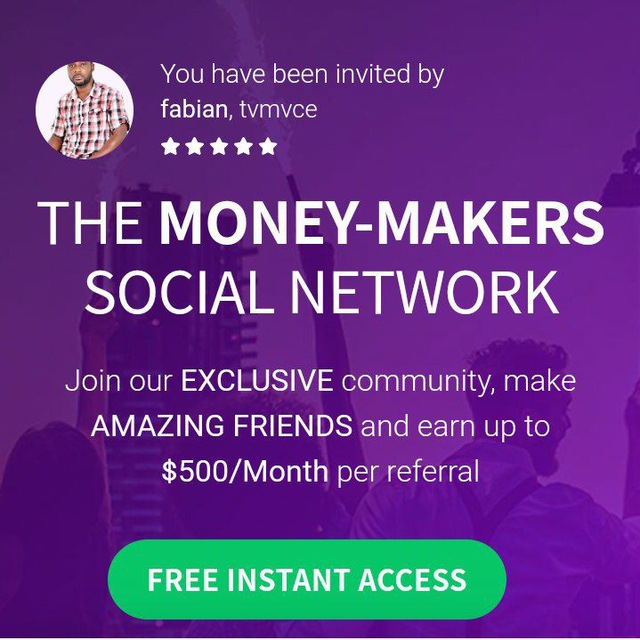 You have been invited by
fabian, tvmvce
THE MONEY-MAKERS
SOCIAL NETWORK
Join our EXCLUSIVE community, make
AMAZING FRIENDS and earn up to
$500/Month per referral
FREE INSTANT ACCESS